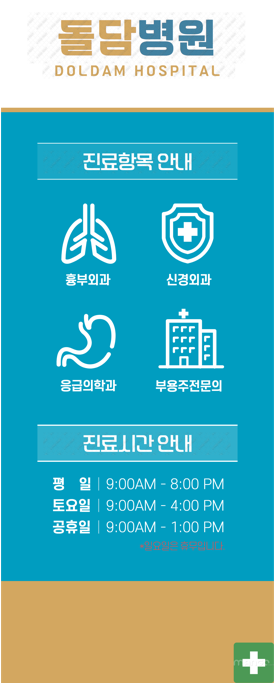 돌담병원
DOLDAM HOSPITAL
진료항목 안내
흉부외과
신경외과
응급의학과
부용주전문의
진료시간 안내
평 일 | 9:00AM - 8:00 PM
토요일 | 9:00AM - 4:00 PM
공휴일 | 9:00AM - 1:00 PM